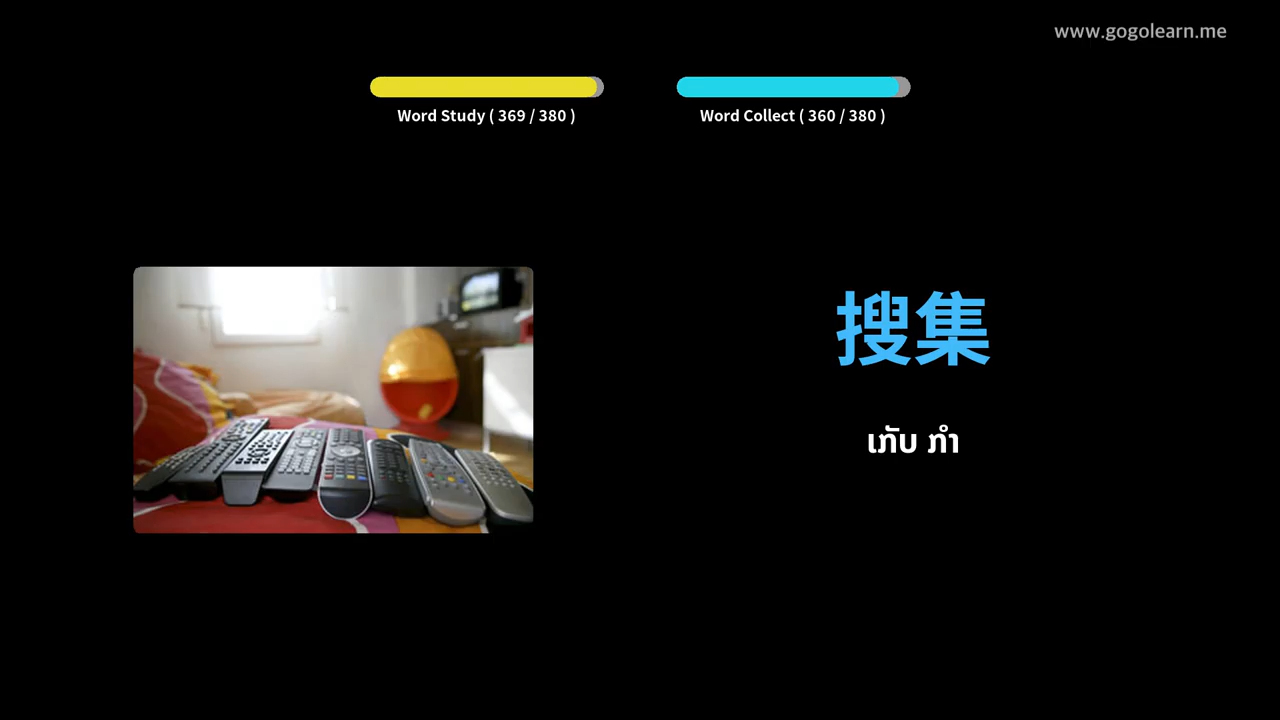 www.gogolearn.me
Word Study ( 369 / 380 )
Word Collect ( 360 / 380 )
搜集
ເກັບ ກຳ